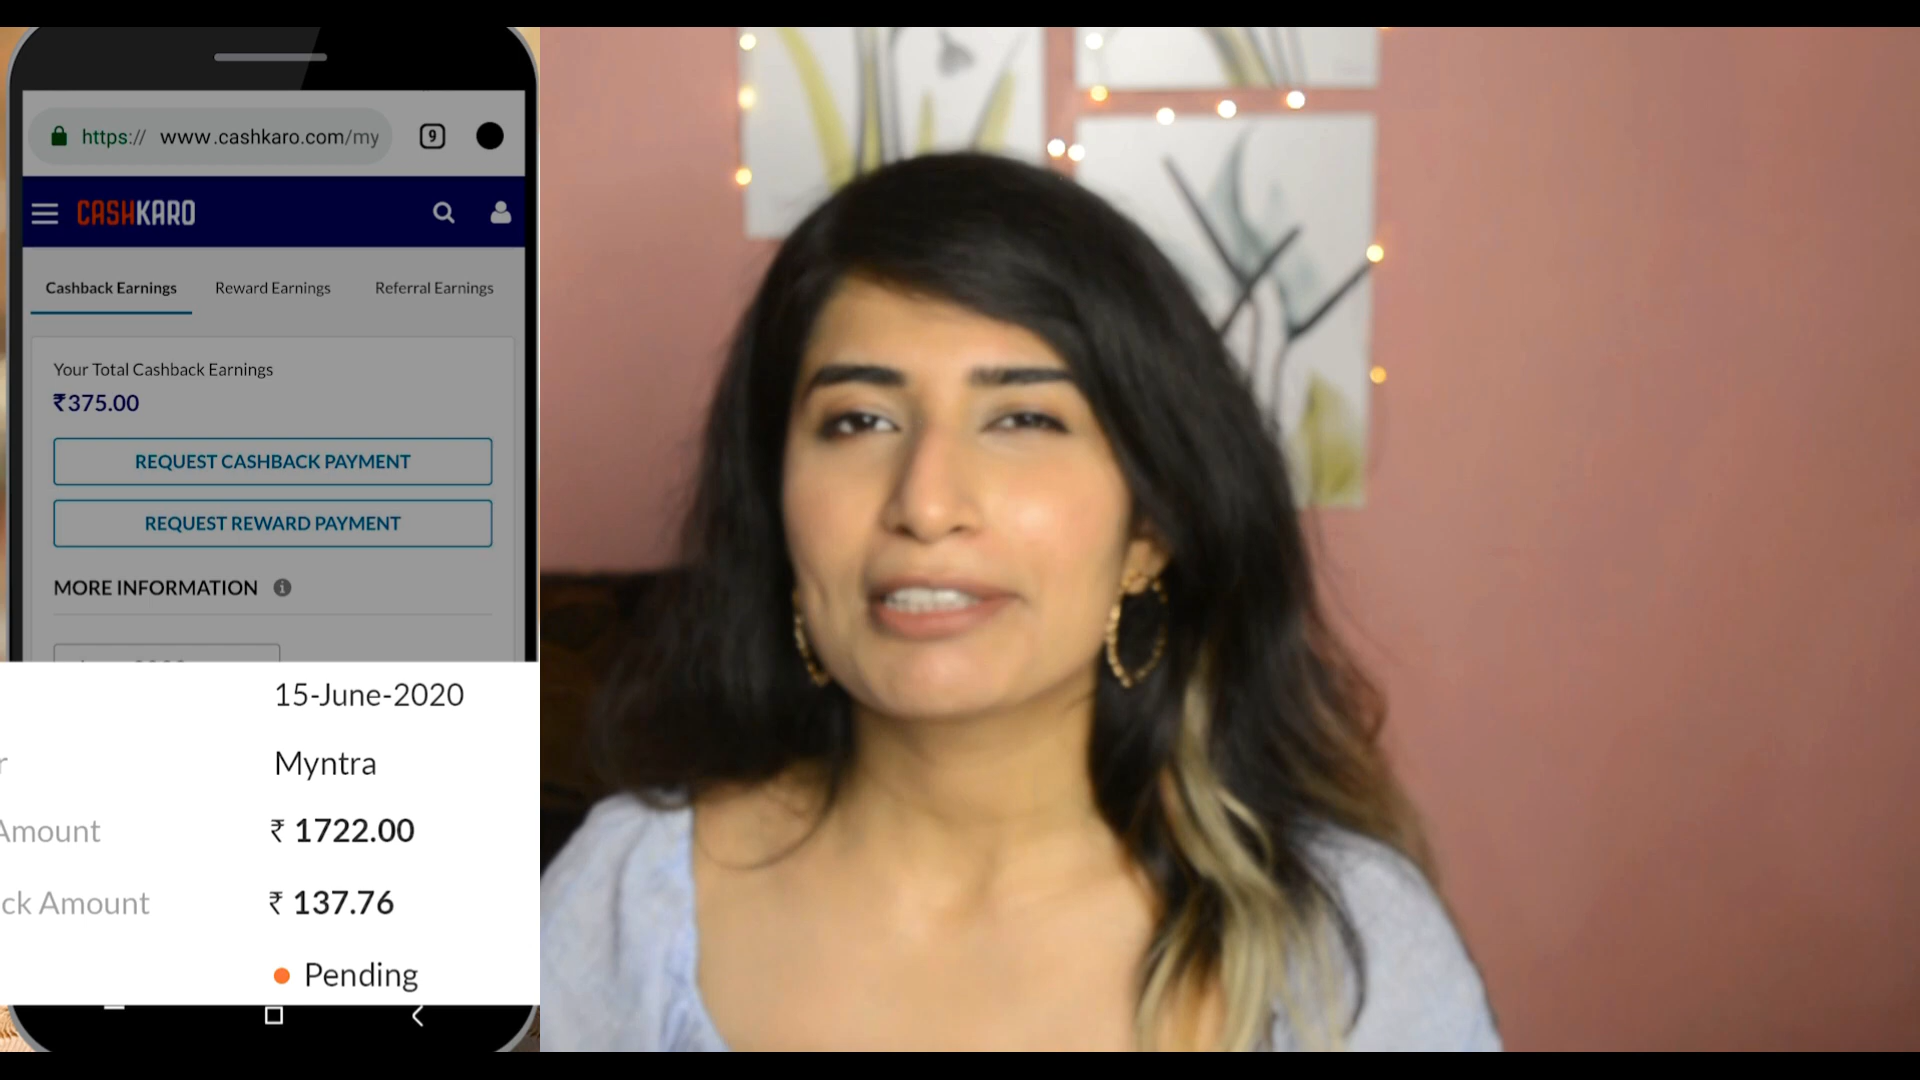 https:// www.cashkaro.com/my
9
CASHKARO
Cashback Earnings Reward Earnings Referral Earnings
Your Total Cashback Earnings
₹375.00
REQUEST CASHBACK PAYMENT
REQUEST REWARD PAYMENT
MORE INFORMATION i
15-June-2020
r Myntra
Amount ₹ 1722.00
ck Amount ₹ 137.76
Pending